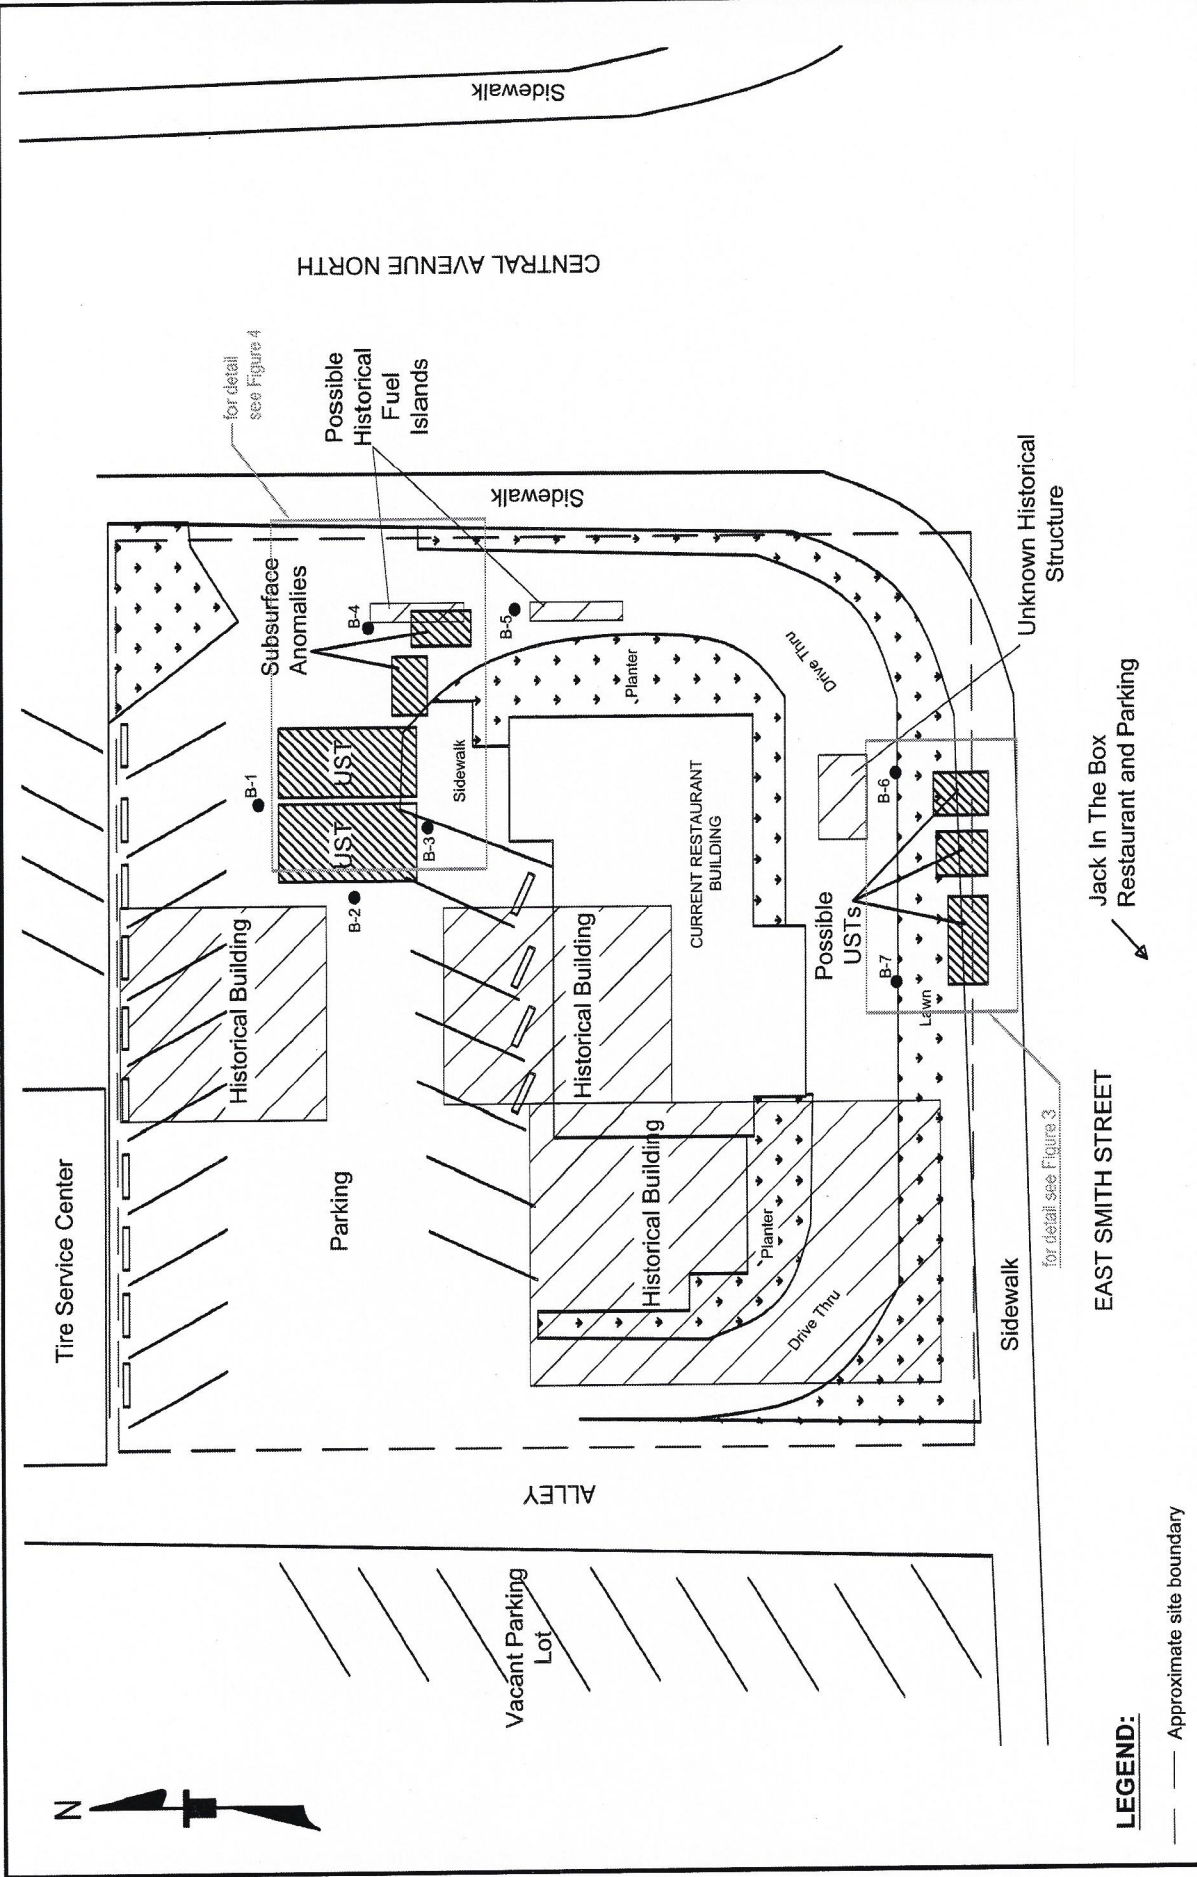 N
Tire Service Center
Sidewalk
CENTRAL AVENUE NORTH
for detail
see Figure 4
Possible
Historical
Fuel
Islands
Sidewalk
Subsurface
Anomalies
B-4
B-5
B-1
UST
UST
B-2
B-3
Sidewalk
Historical Building
Historical Building
Historical Building
Parking
Planter
Drive Thru
CURRENT RESTAURANT
BUILDING
Unknown Historical
Structure
B-6
Possible
USTs
B-7
Lawn
Planter
Drive Thru
ALLEY
Vacant Parking
Lot
Sidewalk
for detail see Figure 3
EAST SMITH STREET
Jack In The Box
Restaurant and Parking
LEGEND:
Approximate site boundary